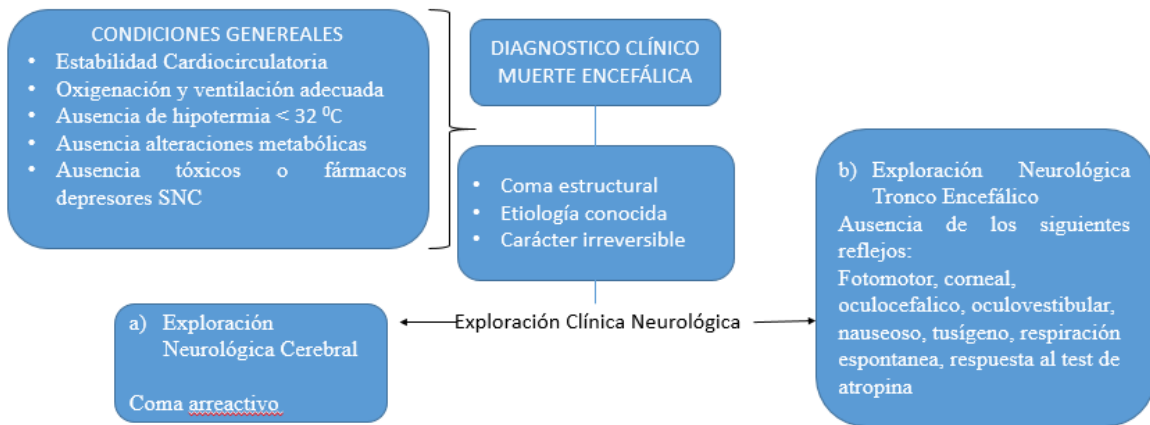 CONDICIONES GENEREALES
• Estabilidad Cardiocirculatoria
• Oxigenación y ventilación adecuada
• Ausencia de hipotermia < 32 ⁰C
• Ausencia alteraciones metabólicas
• Ausencia tóxicos o fármacos
depresores SNC
DIAGNOSTICO CLÍNICO
MUERTE ENCEFÁLICA
• Coma estructural
• Etiología conocida
• Carácter irreversible
Exploración Clínica Neurológica
a) Exploración
Neurológica Cerebral
Coma arreactivo
b) Exploración Neurológica
Tronco Encefálico
Ausencia de los siguientes
reflejos:
Fotomotor, corneal,
oculocefalico, oculovestibular,
nauseoso, tusígeno, respiración
espontanea, respuesta al test de
atropina